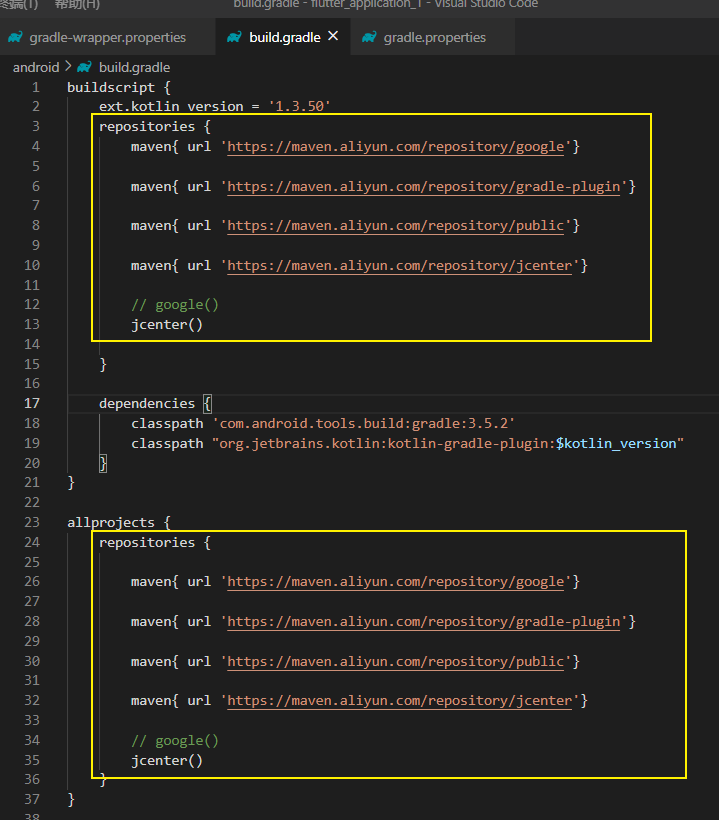 终端(T) 帮助(H) build.gradle - flutter_application_1 - Visual Studio Code
gradle-wrapper.properties build.gradle gradle.properties
android > build.gradle
1 buildscript {
2 ext.kotlin_version = '1.3.50'
3 repositories {
4 maven{ url 'https://maven.aliyun.com/repository/google'}
5
6 maven{ url 'https://maven.aliyun.com/repository/gradle-plugin'}
7
8 maven{ url 'https://maven.aliyun.com/repository/public'}
9
10 maven{ url 'https://maven.aliyun.com/repository/jcenter'}
11
12 // google()
13 jcenter()
14
15 }
16
17 dependencies {
18 classpath 'com.android.tools.build:gradle:3.5.2'
19 classpath "org.jetbrains.kotlin:kotlin-gradle-plugin:$kotlin_version"
20 }
21 }
22
23 allprojects {
24 repositories {
25
26 maven{ url 'https://maven.aliyun.com/repository/google'}
27
28 maven{ url 'https://maven.aliyun.com/repository/gradle-plugin'}
29
30 maven{ url 'https://maven.aliyun.com/repository/public'}
31
32 maven{ url 'https://maven.aliyun.com/repository/jcenter'}
33
34 // google()
35 jcenter()
36 }
37 }
38